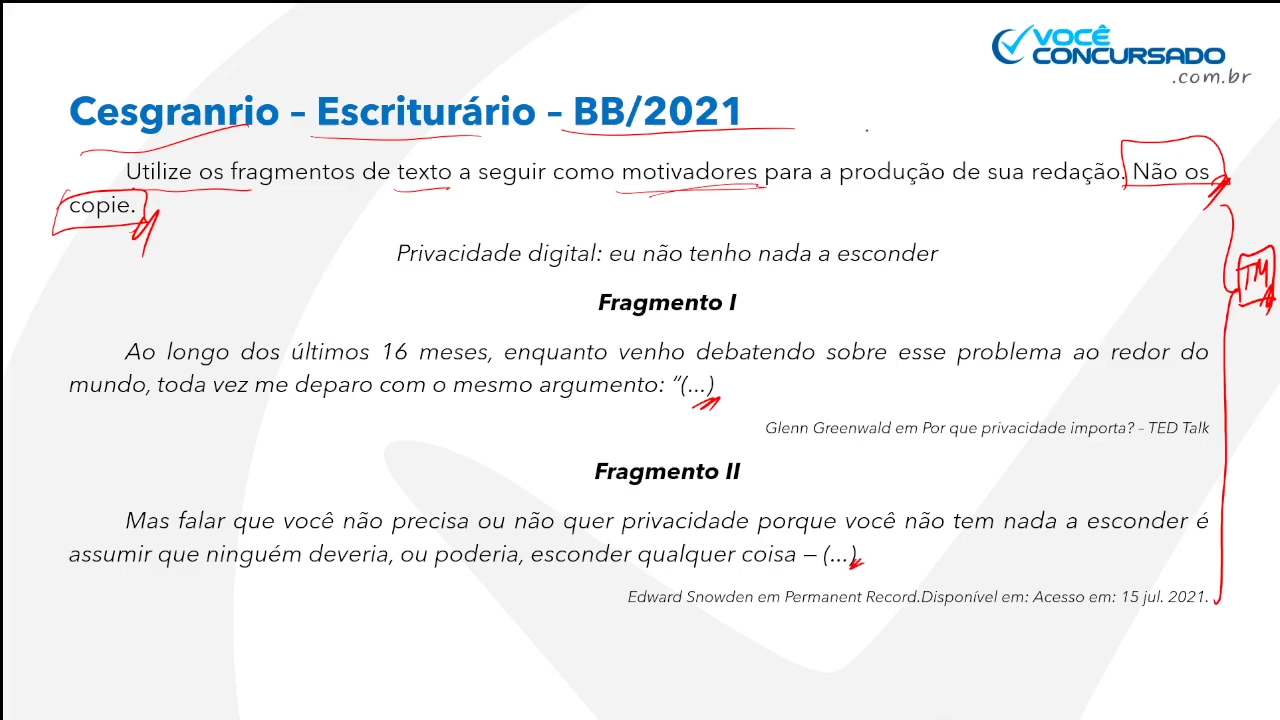 VOCÊ
CONCURSADO
.com.br
Cesgranrio – Escriturário – BB/2021
Utilize os fragmentos de texto a seguir como motivadores para a produção de sua redação. Não os
copie.
TM
Privacidade digital: eu não tenho nada a esconder
Fragmento I
Ao longo dos últimos 16 meses, enquanto venho debatendo sobre esse problema ao redor do
mundo, toda vez me deparo com o mesmo argumento: “(...)
Glenn Greenwald em Por que privacidade importa? – TED Talk
Fragmento II
Mas falar que você não precisa ou não quer privacidade porque você não tem nada a esconder é
assumir que ninguém deveria, ou poderia, esconder qualquer coisa — (...)
Edward Snowden em Permanent Record.Disponível em: Acesso em: 15 jul. 2021.